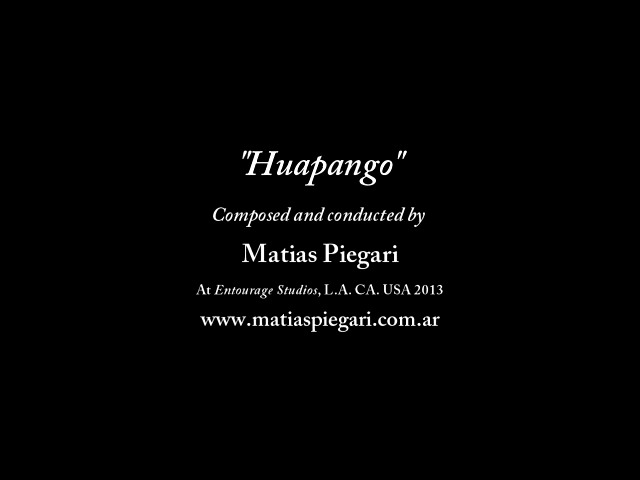 "Huapango"
Composed and conducted by
Matias Piegari
At Entourage Studios, L.A. CA. USA 2013
www.matiaspiegari.com.ar